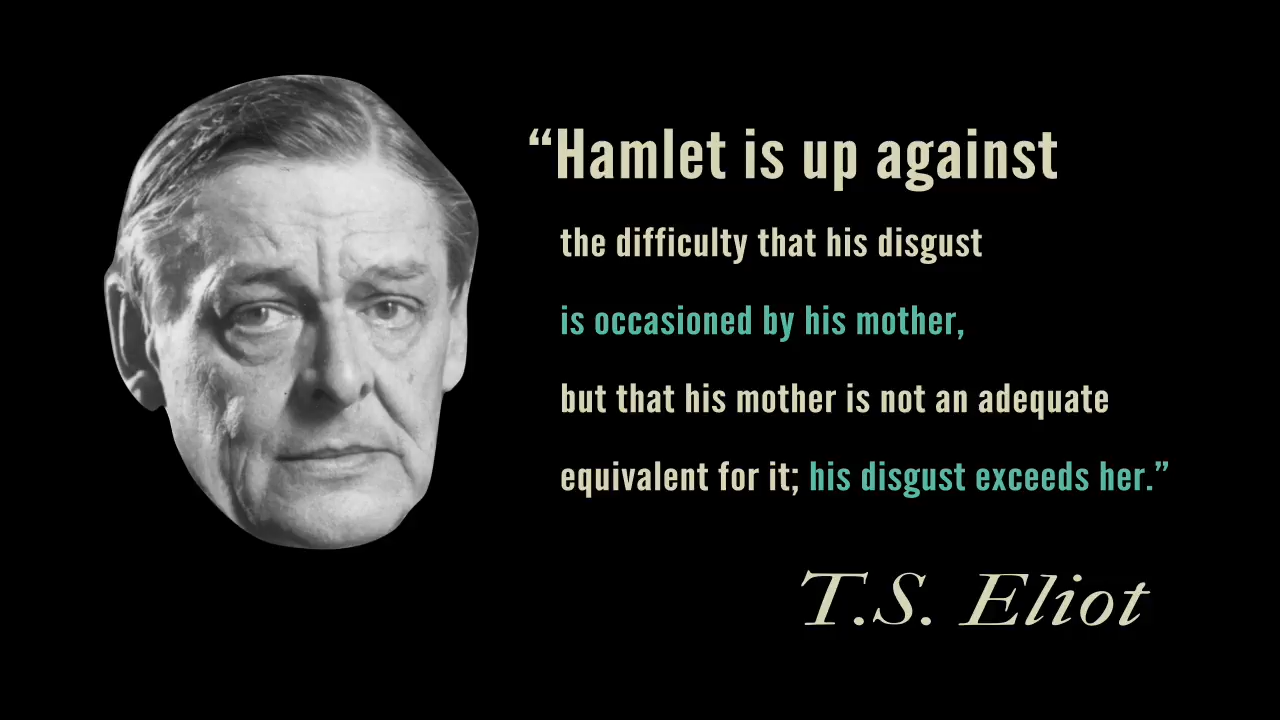 “Hamlet is up against
the difficulty that his disgust
is occasioned by his mother,
but that his mother is not an adequate
equivalent for it; his disgust exceeds her.”
T.S. Eliot